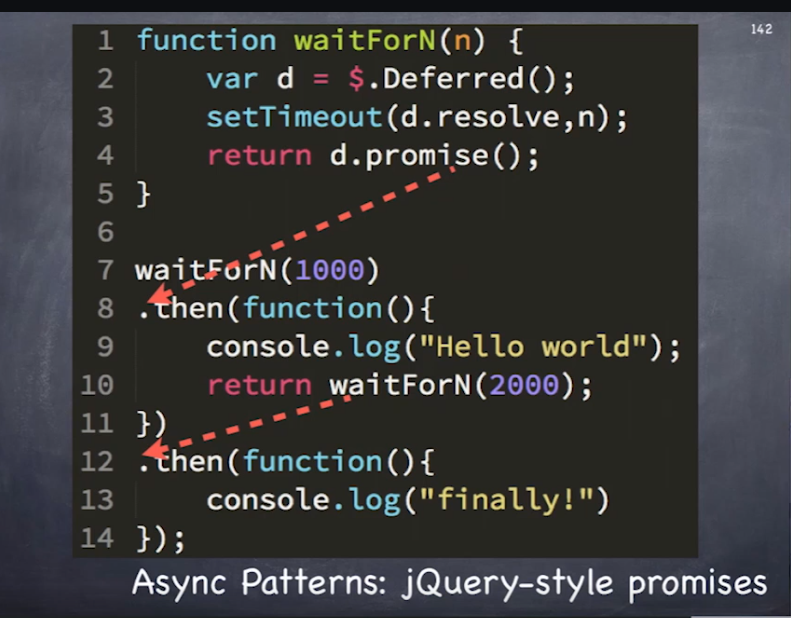 142
1 function waitForN(n) {
2     var d = $.Deferred();
3     setTimeout(d.resolve,n);
4     return d.promise();
5 }
6
7 waitForN(1000)
8 .then(function(){
9     console.log("Hello world");
10     return waitForN(2000);
11 })
12 .then(function(){
13     console.log("finally!")
14 });
Async Patterns: jQuery-style promises